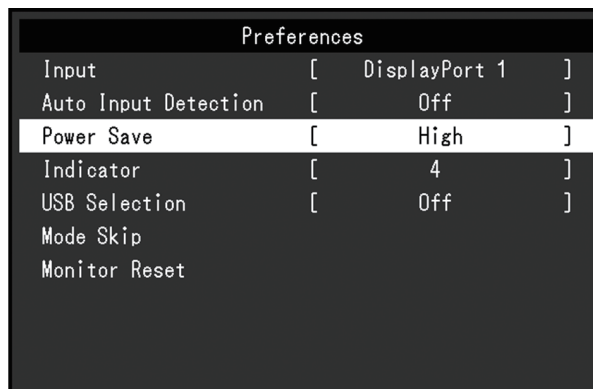 Preferences
Input [ DisplayPort 1 ]
Auto Input Detection [ Off ]
Power Save [ High ]
Indicator [ 4 ]
USB Selection [ Off ]
Mode Skip
Monitor Reset